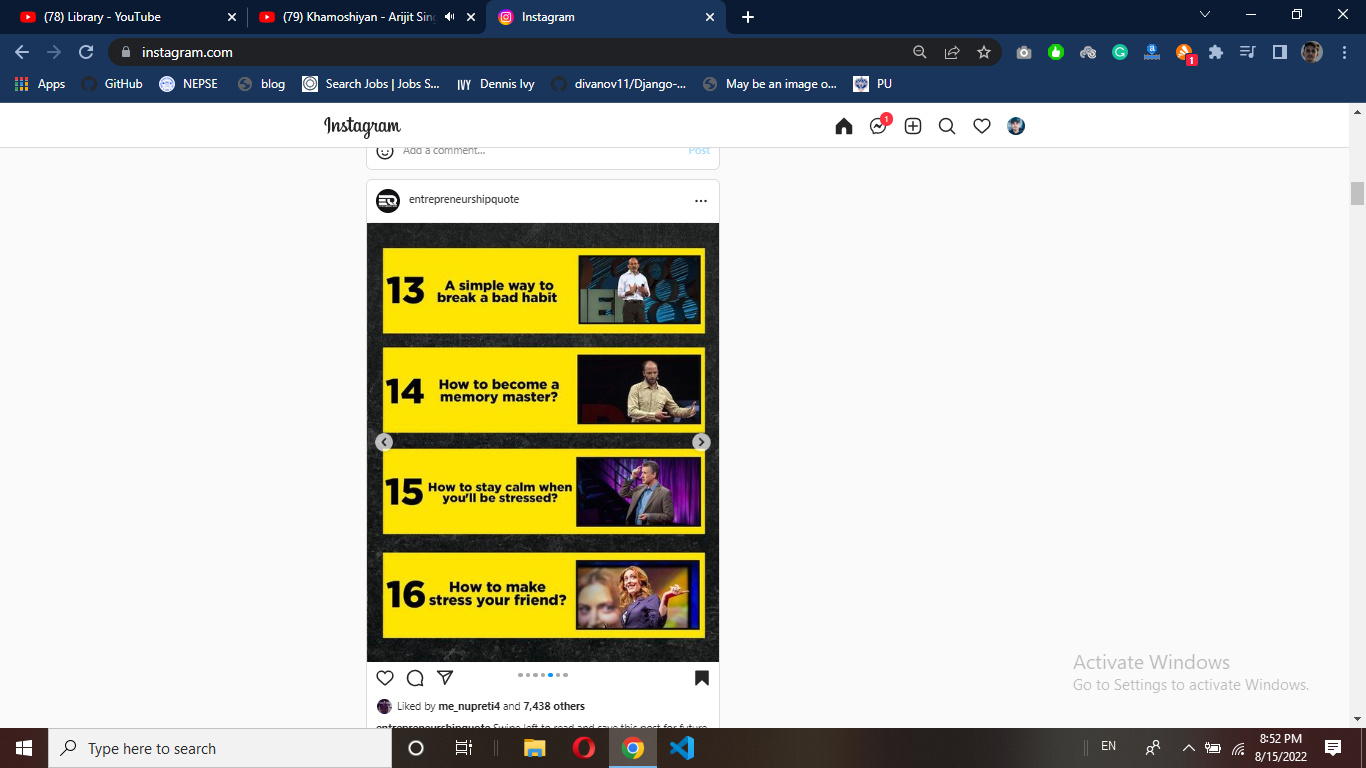 (78) Library - YouTube
(79) Khamoshiyan - Arijit Sing
Instagram
instagram.com
1
Apps
GitHub
NEPSE
blog
Search Jobs | Jobs S...
IVY Dennis Ivy
divanov11/Django-...
May be an image o...
PU
Instagram
1
Add a comment...
Post
EQ
entrepreneurshipquote
13
A simple way to
break a bad habit
14
How to become a
memory master?
15
How to stay calm when
you'll be stressed?
16
How to make
stress your friend?
Liked by me_nupreti4 and 7,438 others
entrepreneurshipquote Swipe left to read and save this post for future
Activate Windows
Go to Settings to activate Windows.
Type here to search
EN
8:52 PM
8/15/2022